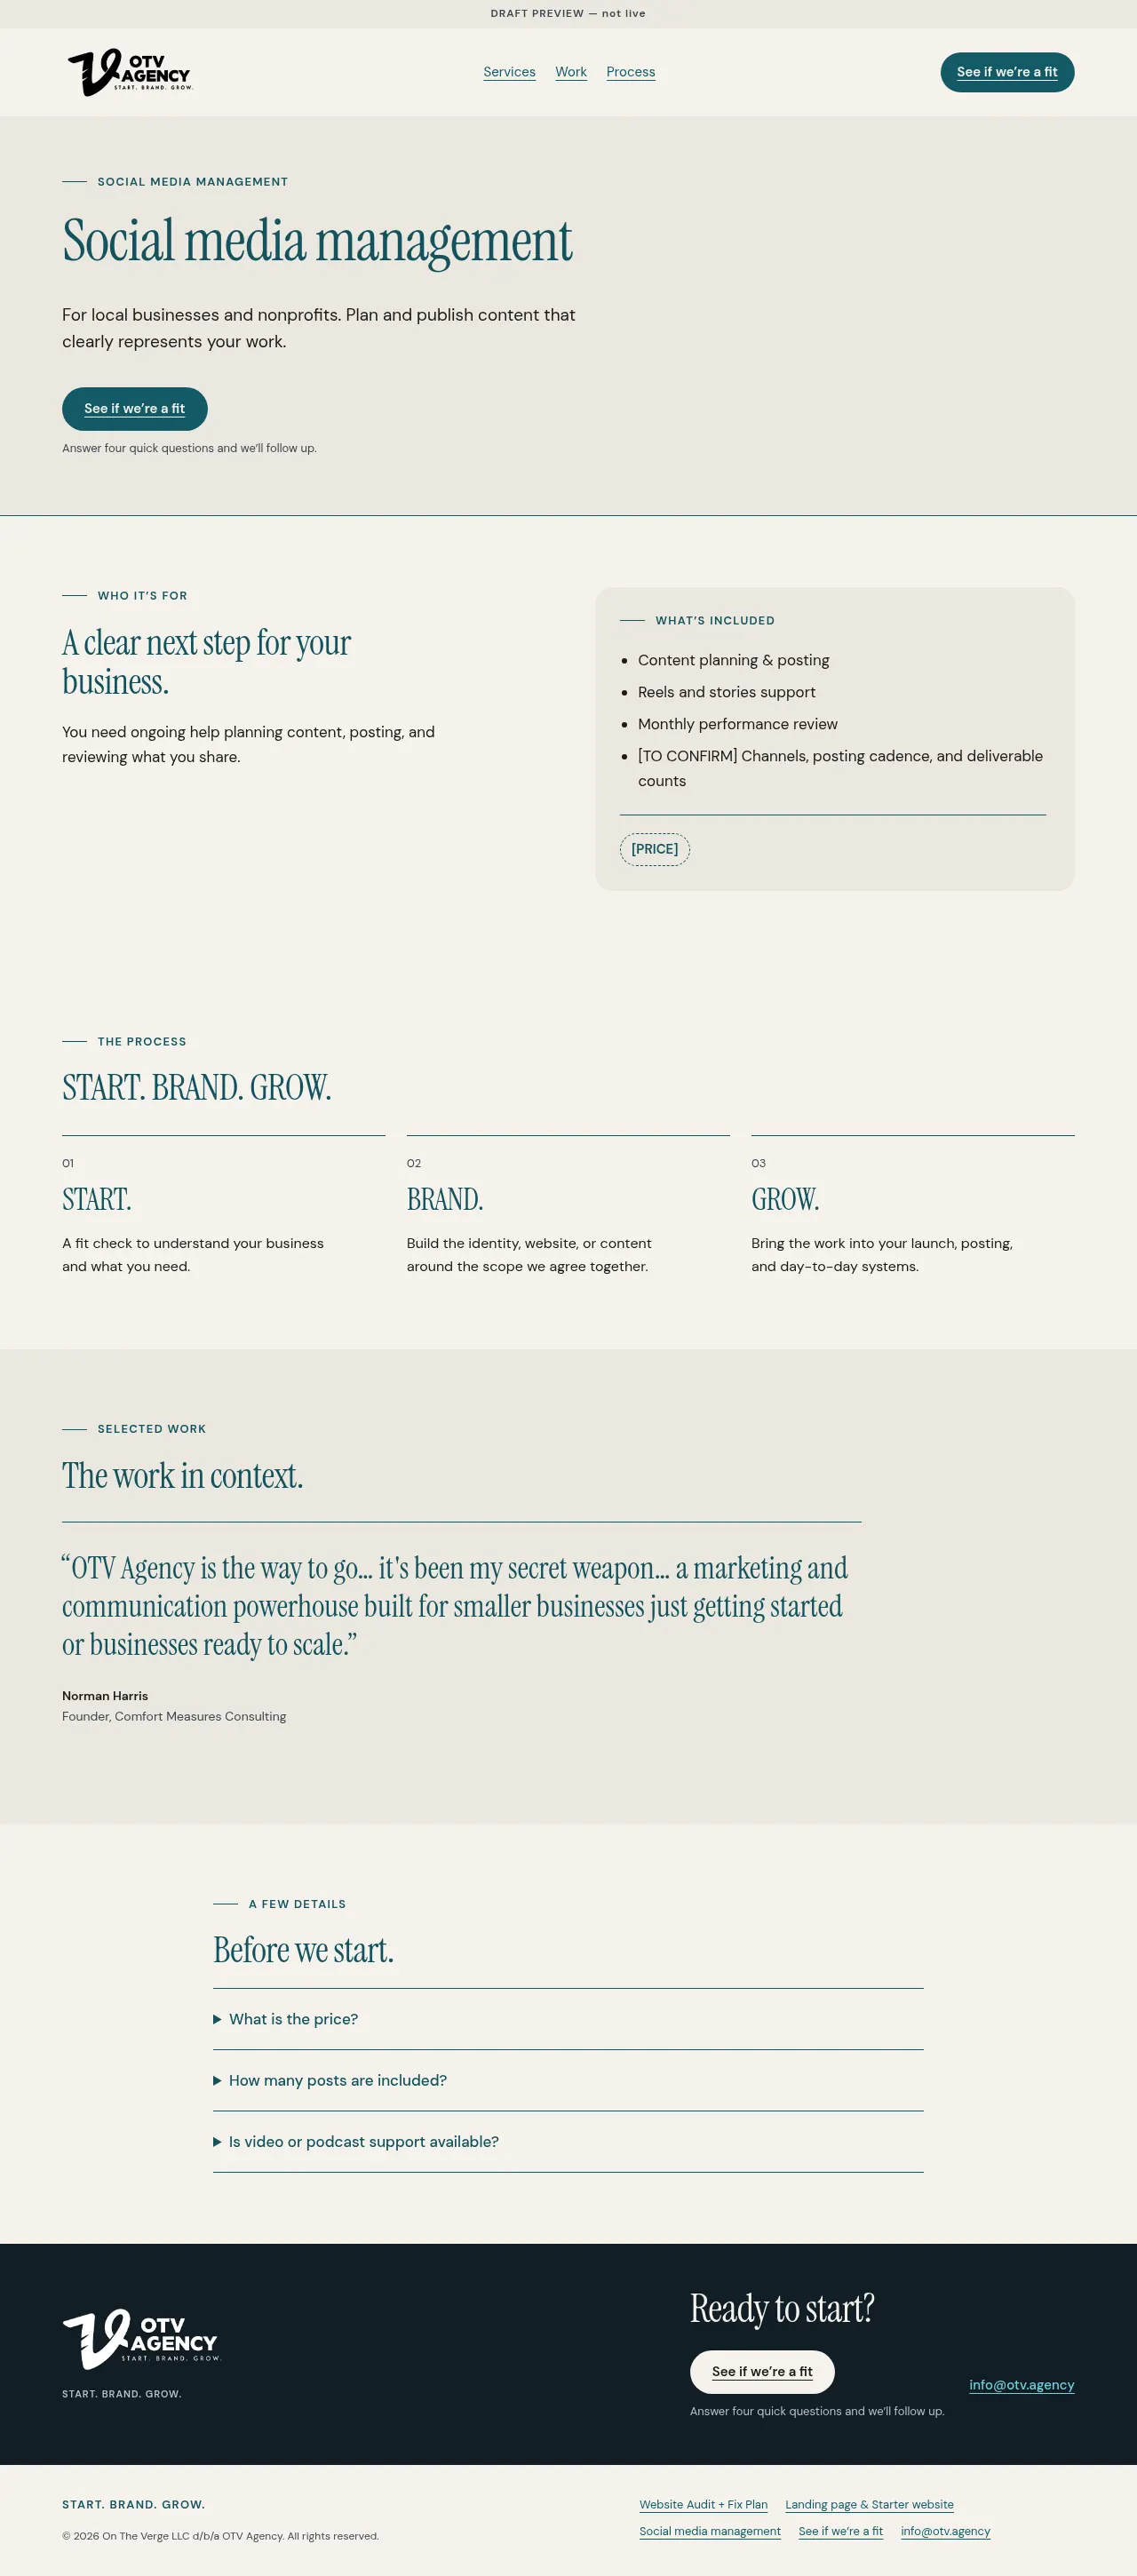 DRAFT PREVIEW — not live
OTV
AGENCY
START. BRAND. GROW.
Services Work Process
See if we’re a fit
SOCIAL MEDIA MANAGEMENT
Social media management
For local businesses and nonprofits. Plan and publish content that
clearly represents your work.
See if we’re a fit
Answer four quick questions and we’ll follow up.
WHO IT’S FOR
A clear next step for your
business.
You need ongoing help planning content, posting, and
reviewing what you share.
WHAT’S INCLUDED
Content planning & posting
Reels and stories support
Monthly performance review
[TO CONFIRM] Channels, posting cadence, and deliverable
counts
[PRICE]
THE PROCESS
START. BRAND. GROW.
01
START.
A fit check to understand your business
and what you need.
02
BRAND.
Build the identity, website, or content
around the scope we agree together.
03
GROW.
Bring the work into your launch, posting,
and day-to-day systems.
SELECTED WORK
The work in context.
“OTV Agency is the way to go... it's been my secret weapon... a marketing and
communication powerhouse built for smaller businesses just getting started
or businesses ready to scale.”
Norman Harris
Founder, Comfort Measures Consulting
A FEW DETAILS
Before we start.
What is the price?
How many posts are included?
Is video or podcast support available?
OTV
AGENCY
START. BRAND. GROW.
START. BRAND. GROW.
Ready to start?
See if we’re a fit
Answer four quick questions and we’ll follow up.
info@otv.agency
START. BRAND. GROW.
© 2026 On The Verge LLC d/b/a OTV Agency. All rights reserved.
Website Audit + Fix Plan Landing page & Starter website
Social media management See if we’re a fit info@otv.agency